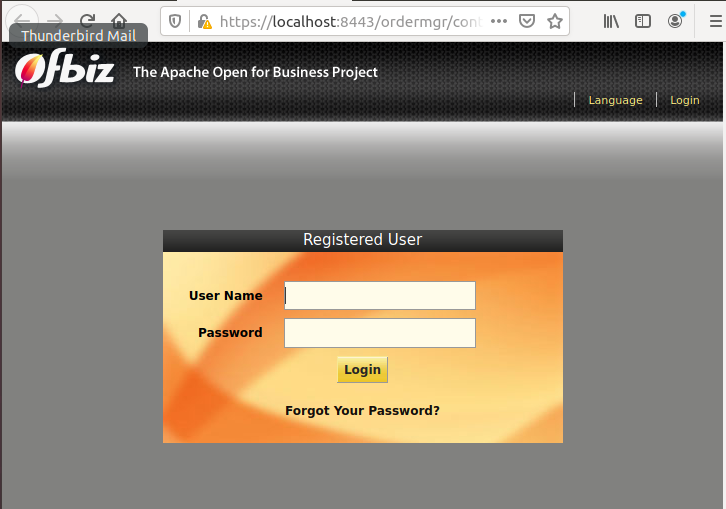 https://localhost:8443/ordermgr/cont
Thunderbird Mail
Ofbiz The Apache Open for Business Project
Language Login
Registered User
User Name
Password
Login
Forgot Your Password?